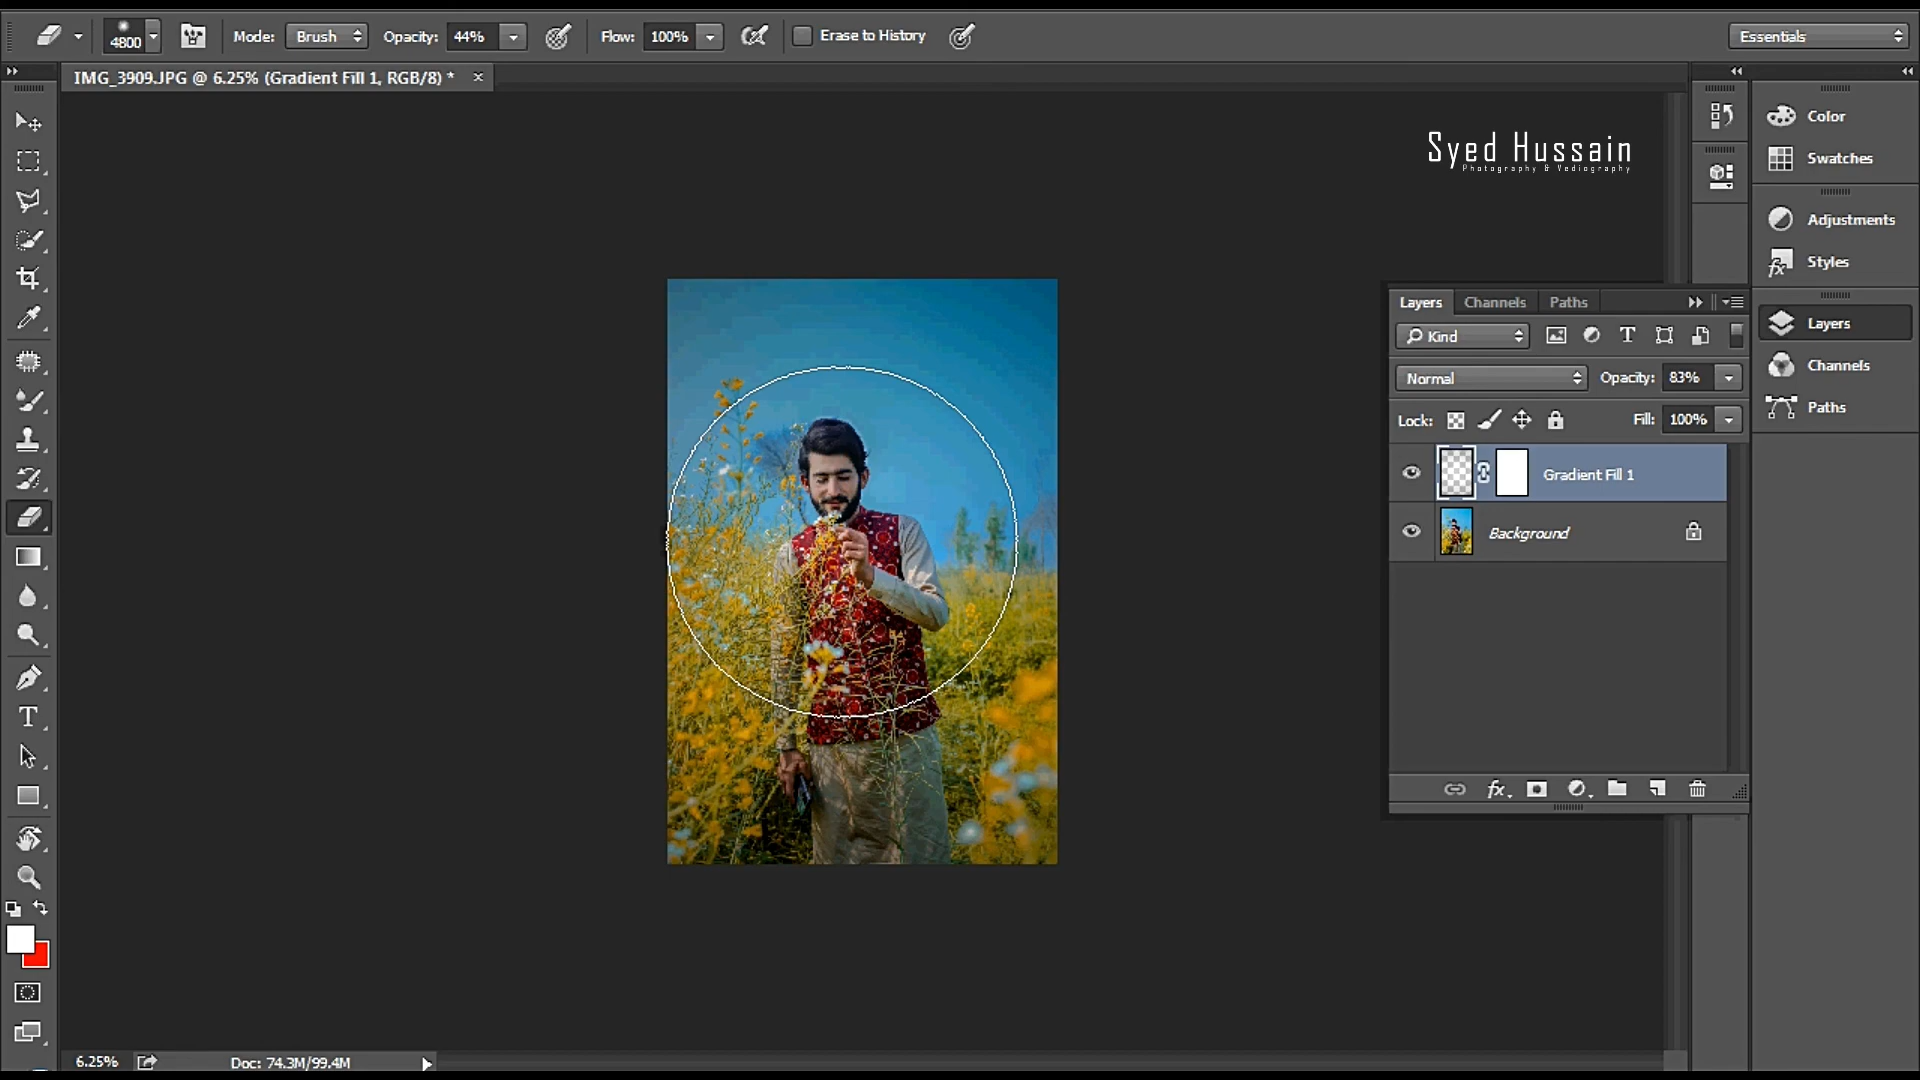 4800 Mode: Brush Opacity: 44% Flow: 100% Erase to History Essentials
IMG_3909.JPG @ 6.25% (Gradient Fill 1, RGB/8) *
Syed Hussain
Photography & Vediography
Color
Swatches
Adjustments
Styles
Layers
Channels
Paths
Layers Channels Paths
Kind
Normal Opacity: 83%
Lock: Fill: 100%
Gradient Fill 1
Background
6.25% Doc: 74.3M/99.4M